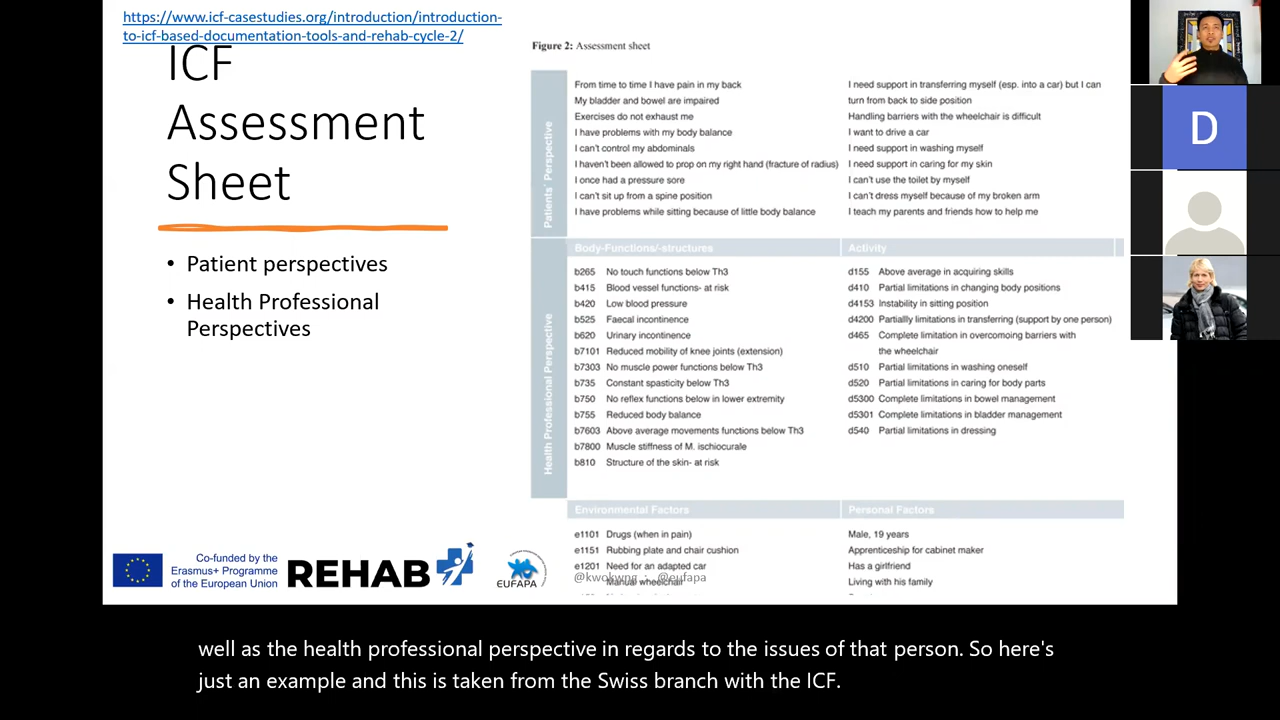 https://www.icf-casestudies.org/introduction/introduction-
to-icf-based-documentation-tools-and-rehab-cycle-2/
ICF
Assessment
Sheet
• Patient perspectives
• Health Professional
Perspectives
Figure 2: Assessment sheet
Patients´ Perspective
From time to time I have pain in my back
My bladder and bowel are impaired
Exercises do not exhaust me
I have problems with my body balance
I can't control my abdominals
I haven't been allowed to prop on my right hand (fracture of radius)
I once had a pressure sore
I can't sit up from a spine position
I have problems while sitting because of little body balance
I need support in transferring myself (esp. into a car) but I can
turn from back to side position
Handling barriers with the wheelchair is difficult
I want to drive a car
I need support in washing myself
I need support in caring for my skin
I can't use the toilet by myself
I can't dress myself because of my broken arm
I teach my parents and friends how to help me
Health Professional Perspective
Body-Functions/-structures
b265 No touch functions below Th3
b415 Blood vessel functions- at risk
b420 Low blood pressure
b525 Faecal incontinence
b620 Urinary incontinence
b7101 Reduced mobility of knee joints (extension)
b7303 No muscle power functions below Th3
b735 Constant spasticity below Th3
b750 No reflex functions below in lower extremity
b755 Reduced body balance
b7603 Above average movements functions below Th3
b7800 Muscle stiffness of M. ischiocurale
b810 Structure of the skin- at risk
Activity
d155 Above average in acquiring skills
d410 Partial limitations in changing body positions
d4153 Instability in sitting position
d4200 Partiallly limitations in transferring (support by one person)
d465 Complete limitation in overcomoing barriers with
the wheelchair
d510 Partial limitations in washing oneself
d520 Partial limitations in caring for body parts
d5300 Complete limitations in bowel management
d5301 Complete limitations in bladder management
d540 Partial limitations in dressing
Environmental Factors
e1101 Drugs (when in pain)
e1151 Rubbing plate and chair cushion
e1201 Need for an adapted car
Manual wheelchair
Personal Factors
Male, 19 years
Apprenticeship for cabinet maker
Has a girlfriend
Living with his family
@kwokwng : @eufapa
Co-funded by the
Erasmus+ Programme
of the European Union
REHAB
EUFAPA
D
well as the health professional perspective in regards to the issues of that person. So here's
just an example and this is taken from the Swiss branch with the ICF.